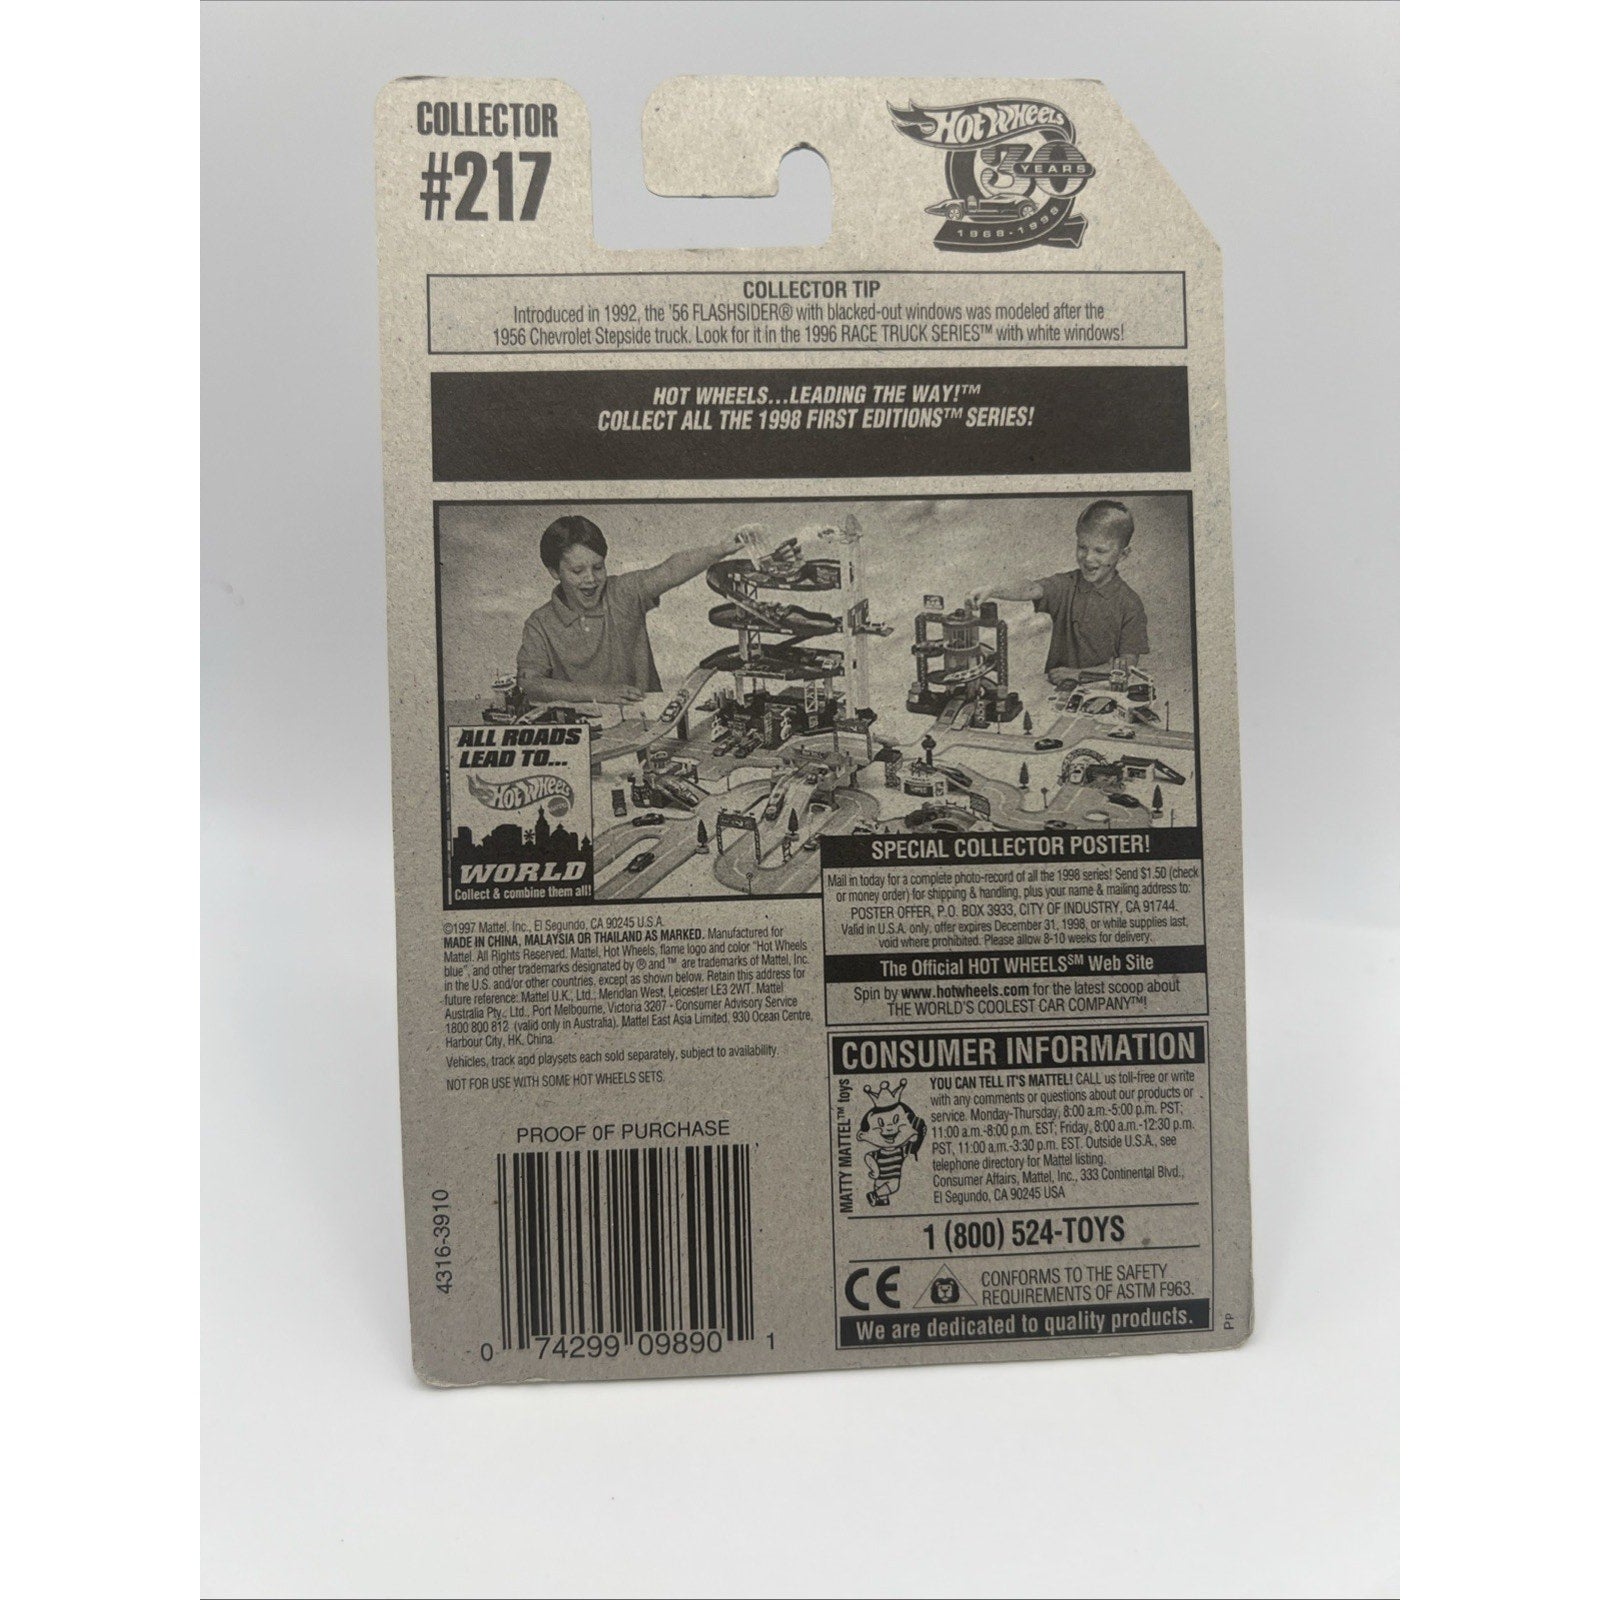 COLLECTOR
#217
HOT WHEELS
30
YEARS
1968-1998
COLLECTOR TIP
Introduced in 1992, the '56 FLASHSIDER® with blacked-out windows was modeled after the
1956 Chevrolet Stepside truck. Look for it in the 1996 RACE TRUCK SERIES™ with white windows!
HOT WHEELS...LEADING THE WAY!™
COLLECT ALL THE 1998 FIRST EDITIONS™ SERIES!
ALL ROADS
LEAD TO...
HOT WHEELS
WORLD
Collect & combine them all!
SPECIAL COLLECTOR POSTER!
Mail in today for a complete photo-record of all the 1998 series! Send $1.50 (check
or money order) for shipping & handling, plus your name & mailing address to:
POSTER OFFER, P.O. BOX 3933, CITY OF INDUSTRY, CA 91744.
Valid in U.S.A. only, offer expires December 31, 1998, or while supplies last,
void where prohibited. Please allow 8-10 weeks for delivery.
The Official HOT WHEELS℠ Web Site
Spin by www.hotwheels.com for the latest scoop about
THE WORLD'S COOLEST CAR COMPANY™!
©1997 Mattel, Inc., El Segundo, CA 90245 U.S.A.
MADE IN CHINA, MALAYSIA OR THAILAND AS MARKED. Manufactured for
Mattel. All Rights Reserved. Mattel, Hot Wheels, flame logo and color "Hot Wheels
blue", and other trademarks designated by ® and ™ are trademarks of Mattel, Inc.
in the U.S. and/or other countries, except as shown below. Retain this address for
future reference: Mattel U.K., Ltd., Meridian West, Leicester LE3 2WT. Mattel
Australia Pty., Ltd., Port Melbourne, Victoria 3207 - Consumer Advisory Service
1800 800 812 (valid only in Australia). Mattel East Asia Limited, 930 Ocean Centre,
Harbour City, HK, China.
Vehicles, track and playsets each sold separately, subject to availability.
NOT FOR USE WITH SOME HOT WHEELS SETS.
CONSUMER INFORMATION
MATTY MATTEL™ toys
YOU CAN TELL IT'S MATTEL! CALL us toll-free or write
with any comments or questions about our products or
service. Monday-Thursday, 8:00 a.m.-5:00 p.m. PST;
11:00 a.m.-8:00 p.m. EST; Friday, 8:00 a.m.-12:30 p.m.
PST, 11:00 a.m.-3:30 p.m. EST. Outside U.S.A., see
telephone directory for Mattel listing.
Consumer Affairs, Mattel, Inc., 333 Continental Blvd.,
El Segundo, CA 90245 USA
1 (800) 524-TOYS
CE
CONFORMS TO THE SAFETY
REQUIREMENTS OF ASTM F963.
We are dedicated to quality products.
PP
PROOF OF PURCHASE
4316-3910
0 74299 09890 1